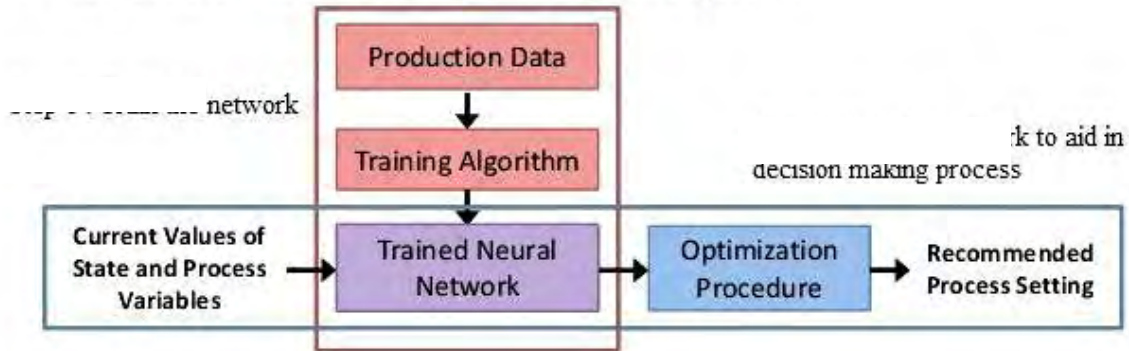 Production Data
network
Training Algorithm
k to aid in
decision making process
Current Values of
State and Process
Variables
Trained Neural
Network
Optimization
Procedure
Recommended
Process Setting